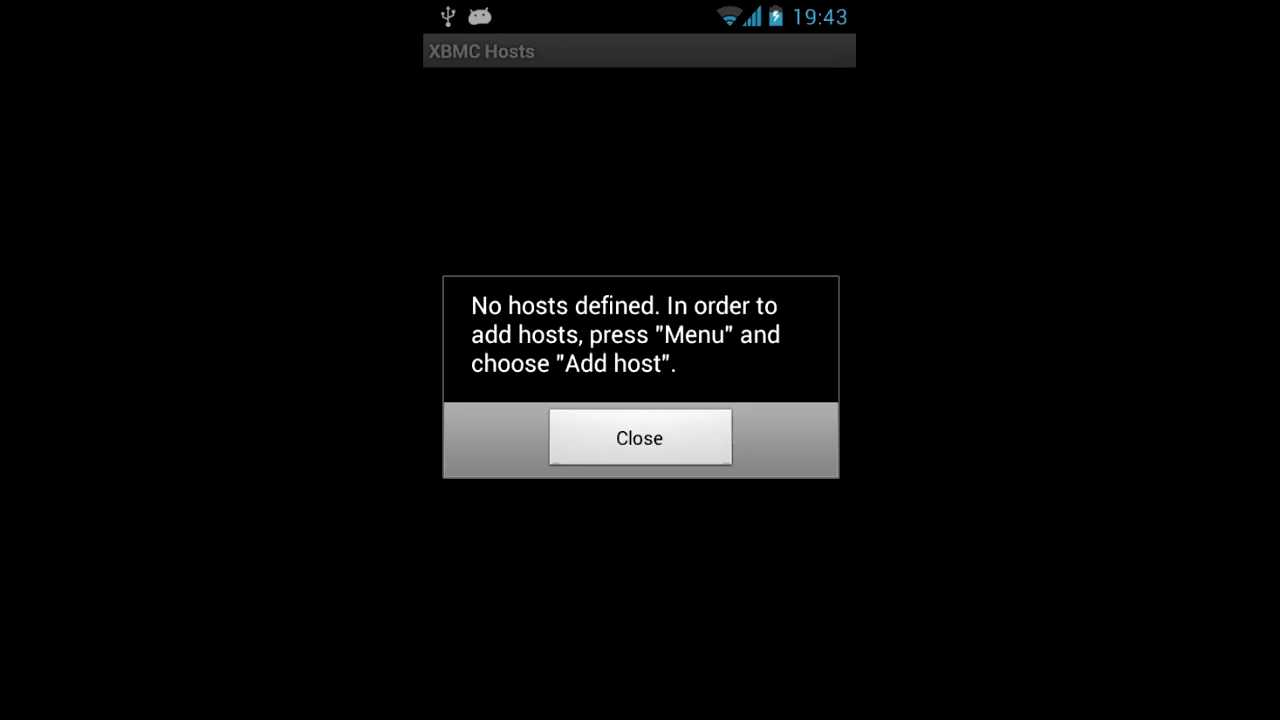 19:43
XBMC Hosts
No hosts defined. In order to
add hosts, press "Menu" and
choose "Add host".
Close